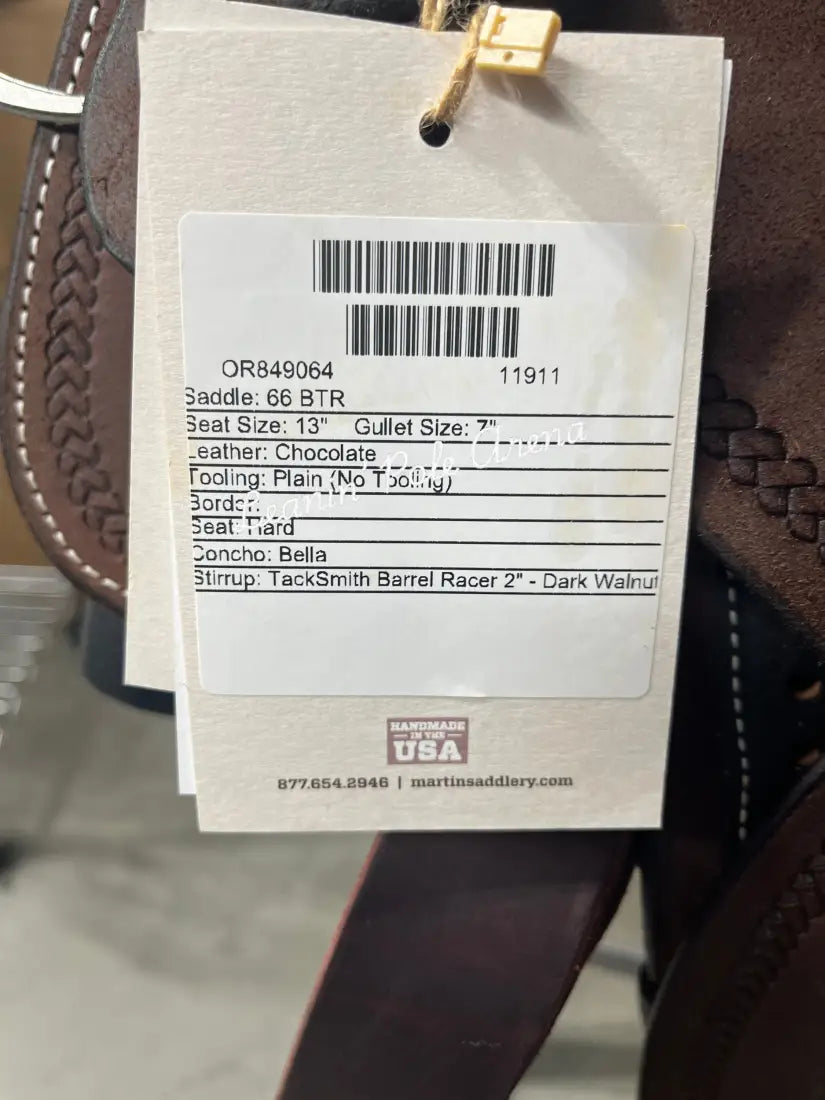 OR849064 11911
Saddle: 66 BTR
Seat Size: 13" Gullet Size: 7"
Leather: Chocolate
Tooling: Plain (No Tooling)
Border:
Seat: Hard
Concho: Bella
Stirrup: TackSmith Barrel Racer 2" - Dark Walnut
Leanin' Pole Arena
HANDMADE
IN THE
USA
877.654.2946 | martinsaddlery.com